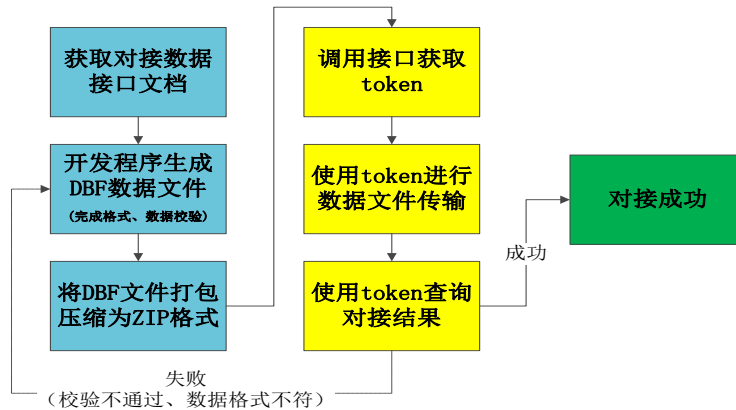 获取对接数据
接口文档
开发程序生成
DBF数据文件
(完成格式、数据校验)
将DBF文件打包
压缩为ZIP格式
调用接口获取
token
使用token进行
数据文件传输
使用token查询
对接结果
成功
对接成功
失败
（校验不通过、数据格式不符）